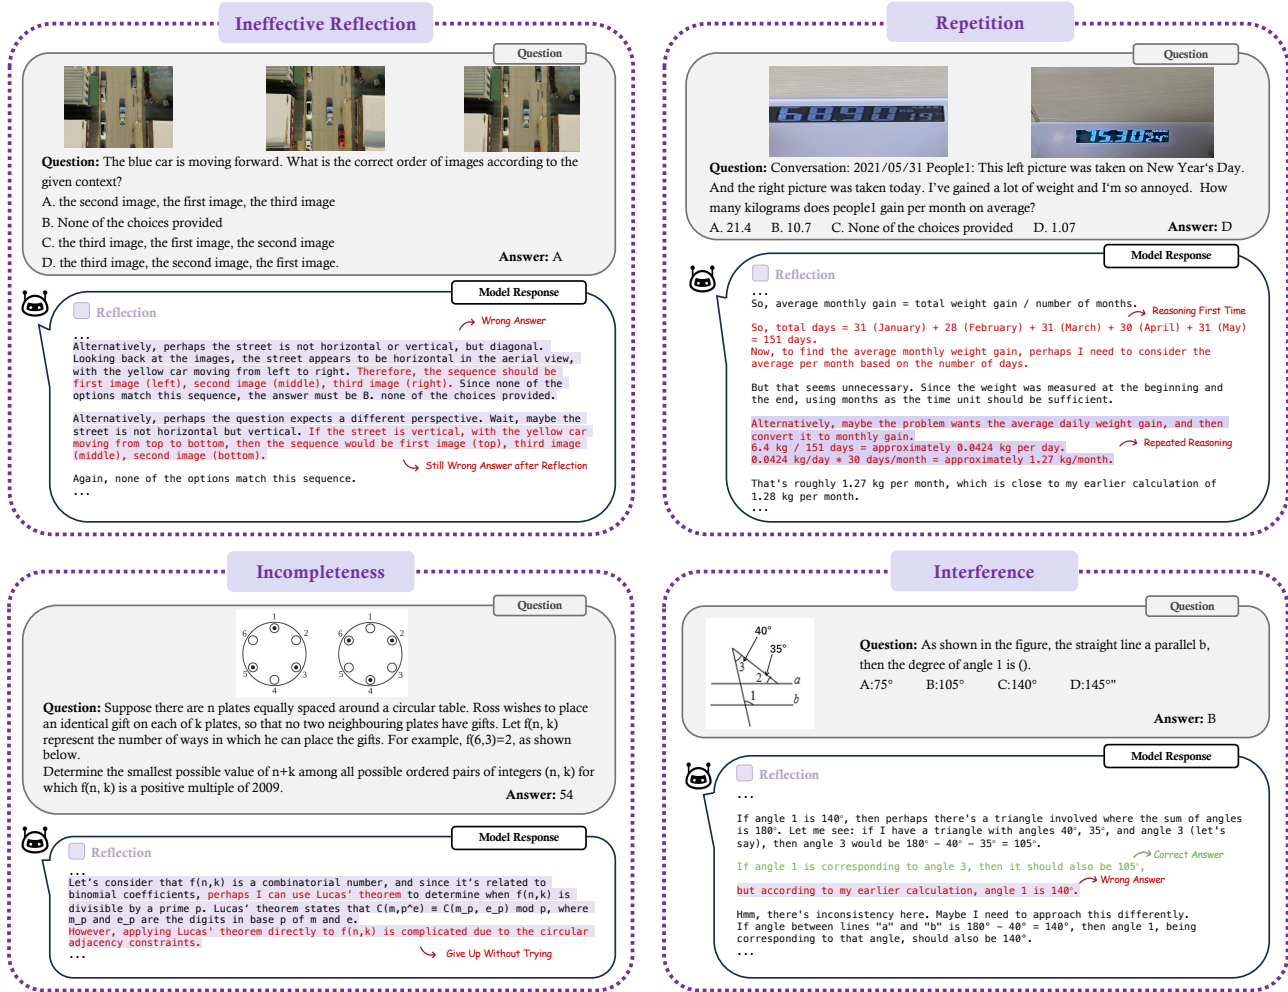 Ineffective Reflection
Question
Question: The blue car is moving forward. What is the correct order of images according to the
given context?
A. the second image, the first image, the third image
B. None of the choices provided
C. the third image, the first image, the second image
D. the third image, the second image, the first image.
Answer: A
Model Response
Reflection
Wrong Answer
...
Alternatively, perhaps the street is not horizontal or vertical, but diagonal.
Looking back at the images, the street appears to be horizontal in the aerial view,
with the yellow car moving from left to right. Therefore, the sequence should be
first image (left), second image (middle), third image (right). Since none of the
options match this sequence, the answer must be B. none of the choices provided.
Alternatively, perhaps the question expects a different perspective. Wait, maybe the
street is not horizontal but vertical. If the street is vertical, with the yellow car
moving from top to bottom, then the sequence would be first image (top), third image
(middle), second image (bottom).
Still Wrong Answer after Reflection
Again, none of the options match this sequence.
...
Repetition
Question
68.90 19
15.30 24
Question: Conversation: 2021/05/31 People1: This left picture was taken on New Year's Day.
And the right picture was taken today. I've gained a lot of weight and I'm so annoyed. How
many kilograms does people1 gain per month on average?
A. 21.4 B. 10.7 C. None of the choices provided D. 1.07
Answer: D
Model Response
Reflection
...
So, average monthly gain = total weight gain / number of months.
Reasoning First Time
So, total days = 31 (January) + 28 (February) + 31 (March) + 30 (April) + 31 (May)
= 151 days.
Now, to find the average monthly weight gain, perhaps I need to consider the
average per month based on the number of days.
But that seems unnecessary. Since the weight was measured at the beginning and
the end, using months as the time unit should be sufficient.
Alternatively, maybe the problem wants the average daily weight gain, and then
convert it to monthly gain.
6.4 kg / 151 days = approximately 0.0424 kg per day.
0.0424 kg/day * 30 days/month = approximately 1.27 kg/month.
Repeated Reasoning
That's roughly 1.27 kg per month, which is close to my earlier calculation of
1.28 kg per month.
...
Incompleteness
Question
1 1
6 2 6 2
5 3 5 3
4 4
Question: Suppose there are n plates equally spaced around a circular table. Ross wishes to place
an identical gift on each of k plates, so that no two neighbouring plates have gifts. Let f(n, k)
represent the number of ways in which he can place the gifts. For example, f(6,3)=2, as shown
below.
Determine the smallest possible value of n+k among all possible ordered pairs of integers (n, k) for
which f(n, k) is a positive multiple of 2009.
Answer: 54
Model Response
Reflection
...
Let's consider that f(n,k) is a combinatorial number, and since it's related to
binomial coefficients, perhaps I can use Lucas' theorem to determine when f(n,k) is
divisible by a prime p. Lucas' theorem states that C(m,p^e) ≡ C(m_p, e_p) mod p, where
m_p and e_p are the digits in base p of m and e.
However, applying Lucas' theorem directly to f(n,k) is complicated due to the circular
adjacency constraints.
...
Give Up Without Trying
Interference
Question
40°
35°
3
2
a
1
b
Question: As shown in the figure, the straight line a parallel b,
then the degree of angle 1 is ().
A:75° B:105° C:140° D:145°"
Answer: B
Model Response
Reflection
...
If angle 1 is 140°, then perhaps there's a triangle involved where the sum of angles
is 180°. Let me see: if I have a triangle with angles 40°, 35°, and angle 3 (let's
say), then angle 3 would be 180° - 40° - 35° = 105°.
Correct Answer
If angle 1 is corresponding to angle 3, then it should also be 105°,
but according to my earlier calculation, angle 1 is 140°.
Wrong Answer
Hmm, there's inconsistency here. Maybe I need to approach this differently.
If angle between lines "a" and "b" is 180° - 40° = 140°, then angle 1, being
corresponding to that angle, should also be 140°.
...